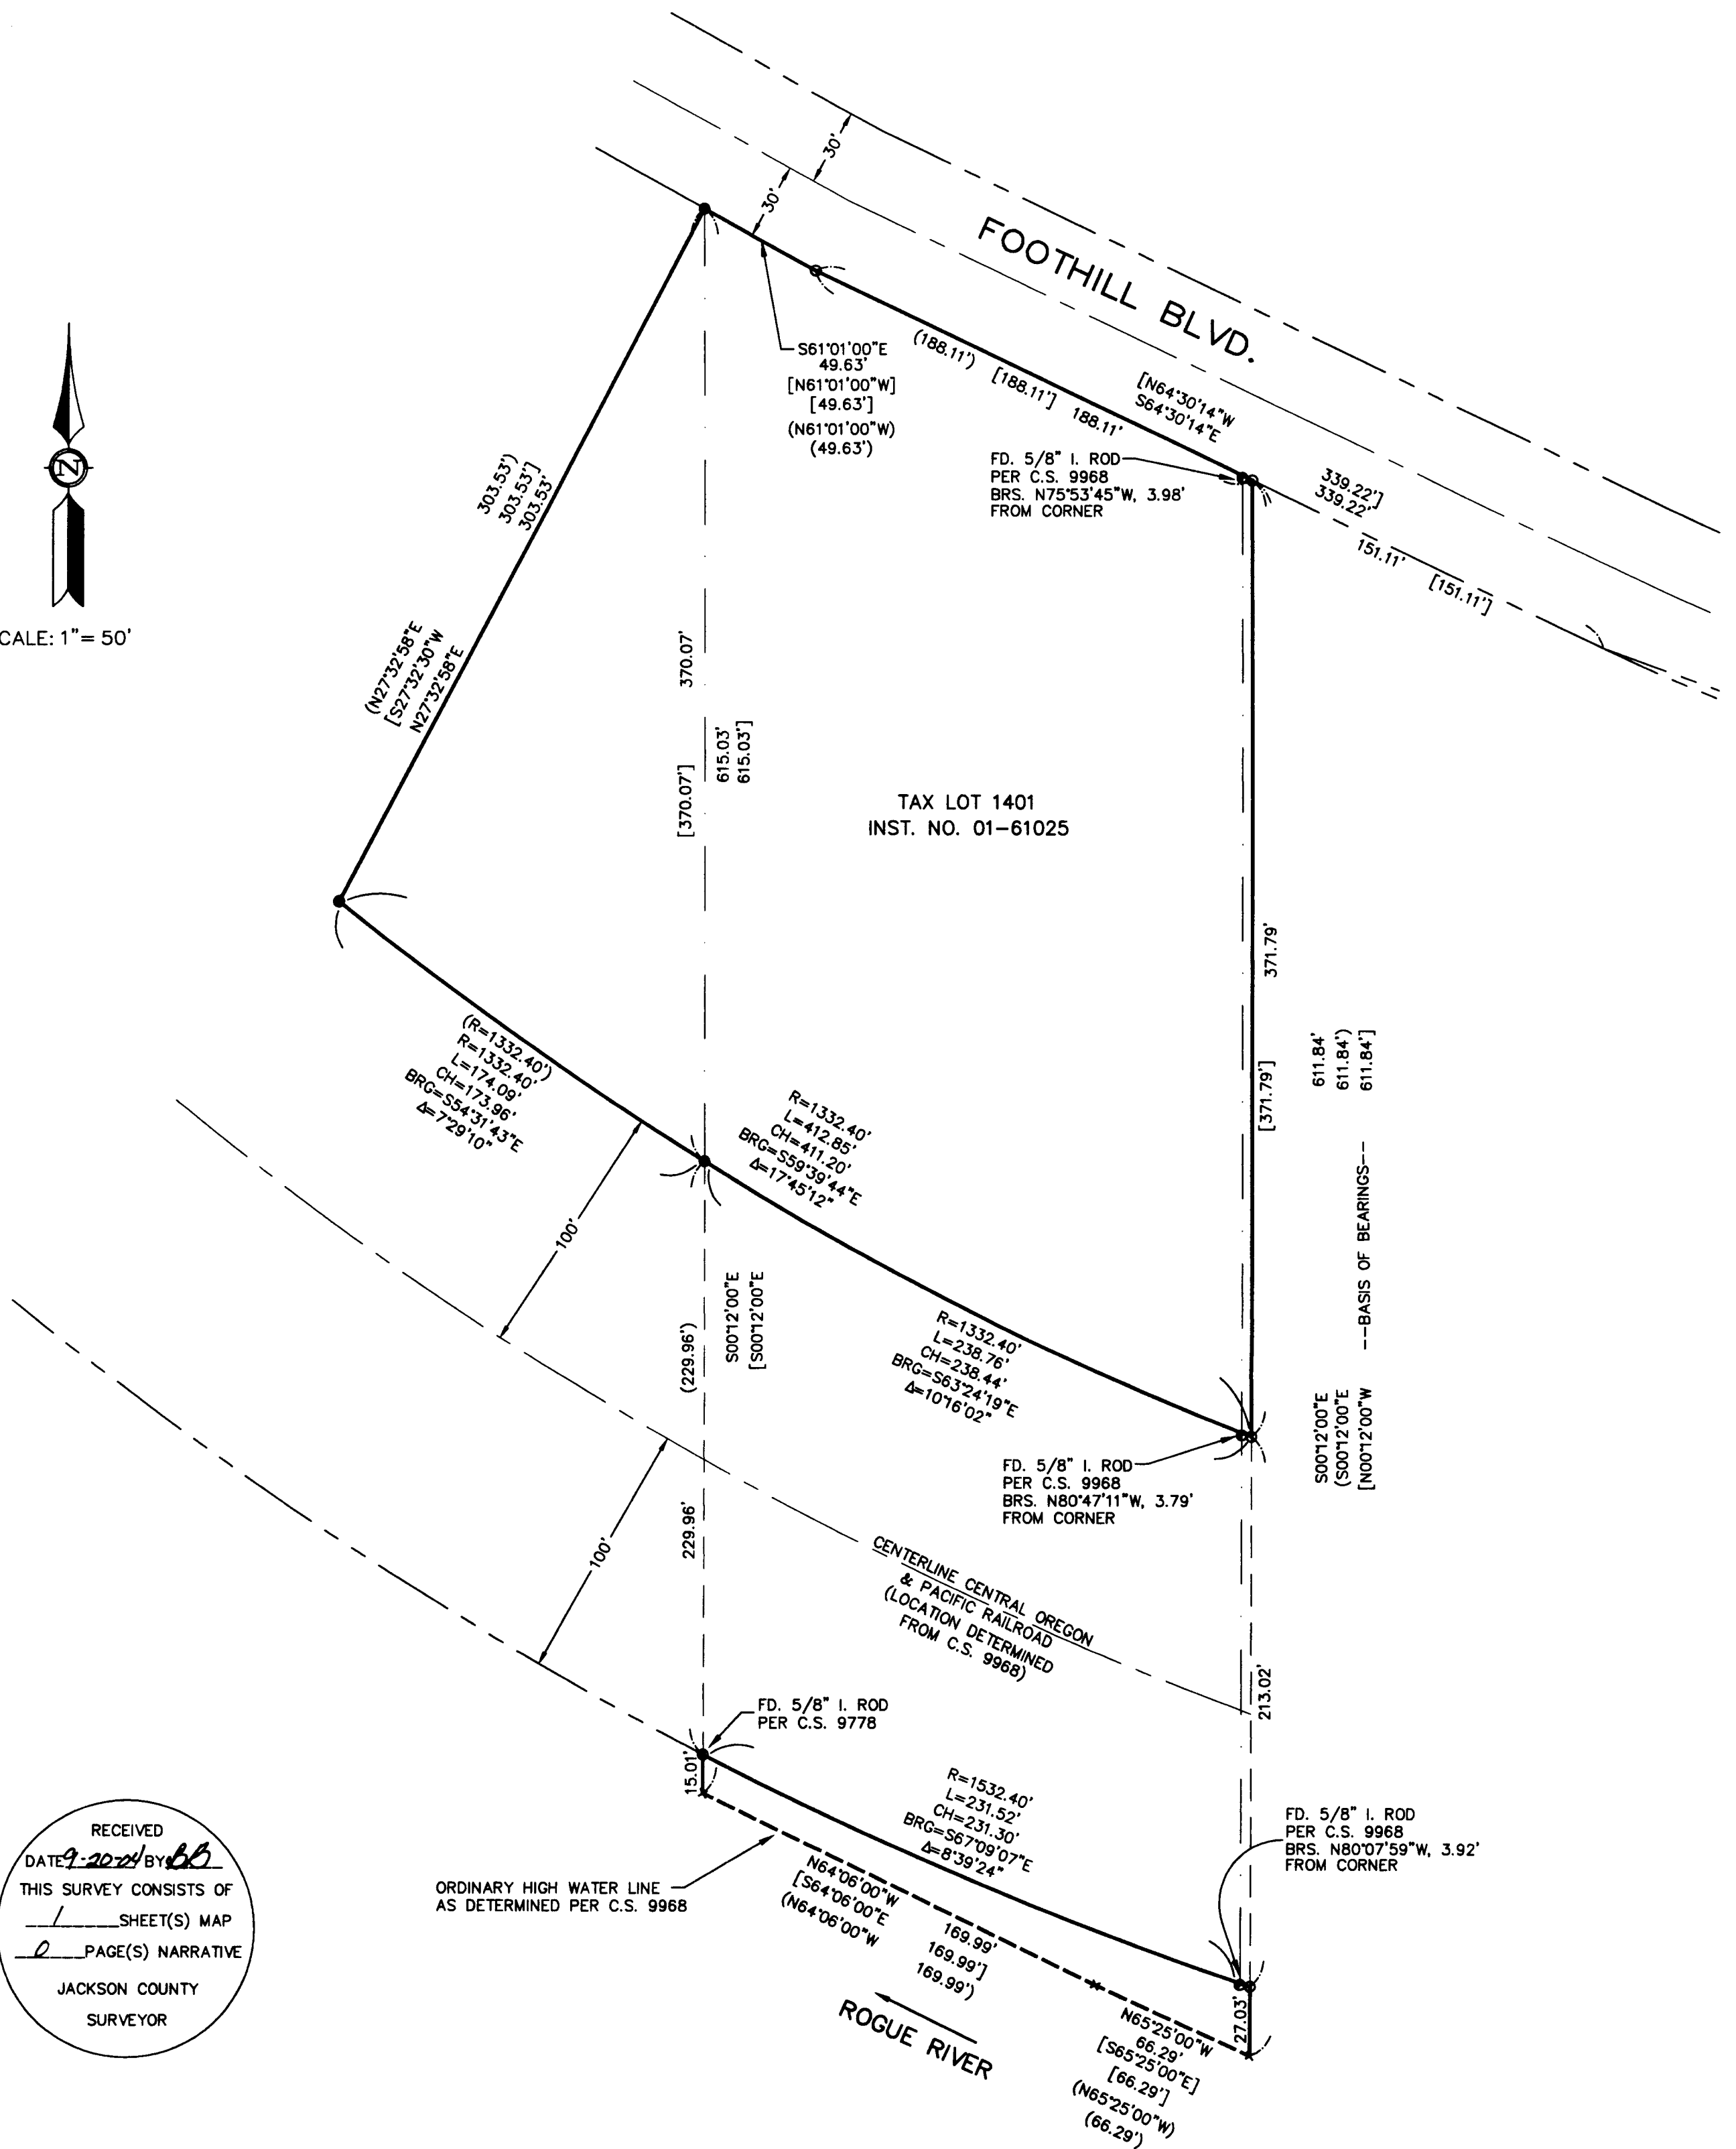 30'
30'
FOOTHILL BLVD.
S61°01'00"E
49.63'
[N61°01'00"W]
[49.63']
(N61°01'00"W)
(49.63')
(188.11') [188.11'] 188.11'
[N64°30'14"W
S64°30'14"E
339.22']
339.22'
151.11' [151.11']
FD. 5/8" I. ROD
PER C.S. 9968
BRS. N75°53'45"W, 3.98'
FROM CORNER
N
CALE: 1"= 50'
303.53')
303.53']
303.53'
(N27°32'58"E
[S27°32'30"W
N27°32'58"E
370.07'
[370.07']
615.03'
615.03']
TAX LOT 1401
INST. NO. 01-61025
371.79'
[371.79']
611.84'
611.84')
611.84']
--BASIS OF BEARINGS--
S00°12'00"E
(S00°12'00"E
[N00°12'00"W
(R=1332.40')
R=1332.40'
L=174.09'
CH=173.96'
BRG=S54°31'43"E
Δ=7°29'10"
R=1332.40'
L=412.85'
CH=411.20'
BRG=S59°39'44"E
Δ=17°45'12"
100'
S00°12'00"E
[S00°12'00"E
(229.96')
229.96'
R=1332.40'
L=238.76'
CH=238.44'
BRG=S63°24'19"E
Δ=10°16'02"
FD. 5/8" I. ROD
PER C.S. 9968
BRS. N80°47'11"W, 3.79'
FROM CORNER
100'
CENTERLINE CENTRAL OREGON
& PACIFIC RAILROAD
(LOCATION DETERMINED
FROM C.S. 9968)
213.02'
FD. 5/8" I. ROD
PER C.S. 9778
15.01'
R=1532.40'
L=231.52'
CH=231.30'
BRG=S67°09'07"E
Δ=8°39'24"
FD. 5/8" I. ROD
PER C.S. 9968
BRS. N80°07'59"W, 3.92'
FROM CORNER
ORDINARY HIGH WATER LINE
AS DETERMINED PER C.S. 9968
N64°06'00"W 169.99'
[S64°06'00"E 169.99']
(N64°06'00"W 169.99')
27.03'
ROGUE RIVER
N65°25'00"W
66.29'
[S65°25'00"E]
[66.29']
(N65°25'00"W)
(66.29')
RECEIVED
DATE 9-20-04 BY BB
THIS SURVEY CONSISTS OF
1 SHEET(S) MAP
0 PAGE(S) NARRATIVE
JACKSON COUNTY
SURVEYOR